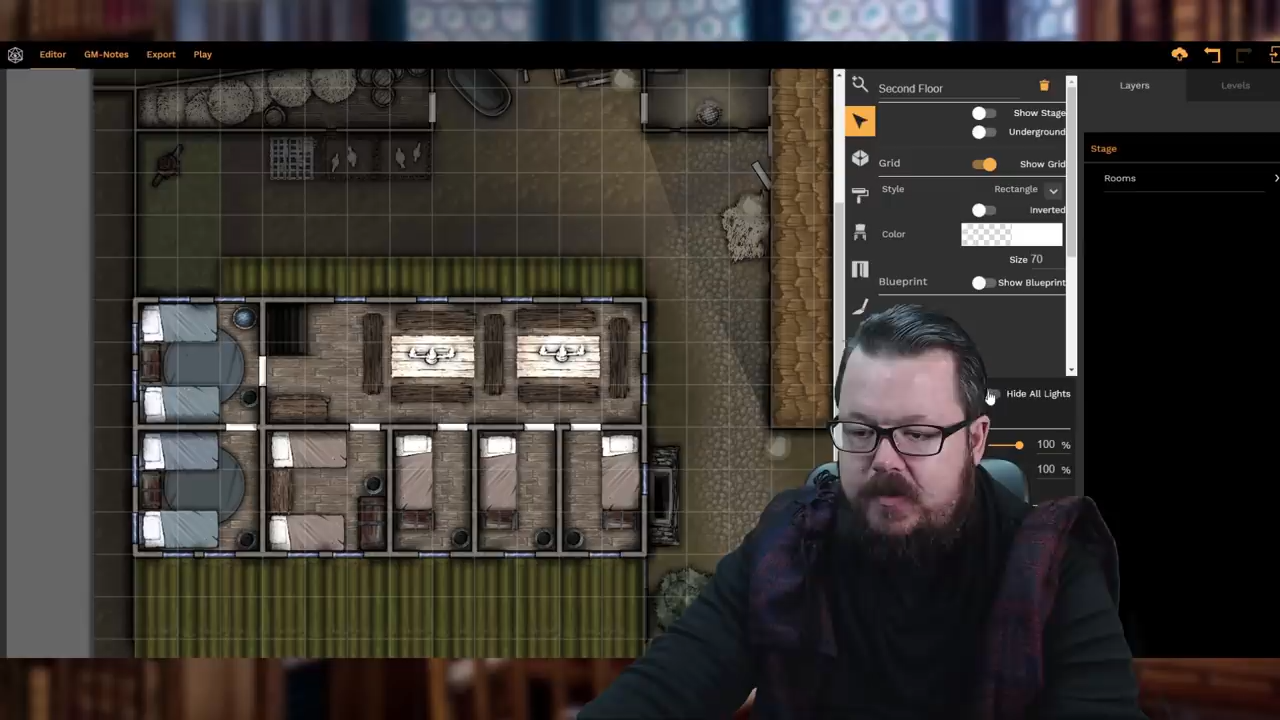 Editor GM-Notes Export Play
Second Floor
Layers Levels
Show Stage
Underground
Stage
Grid Show Grid
Rooms
Style Rectangle
Inverted
Color
Size 70
Blueprint Show Blueprint
Hide All Lights
100 %
100 %